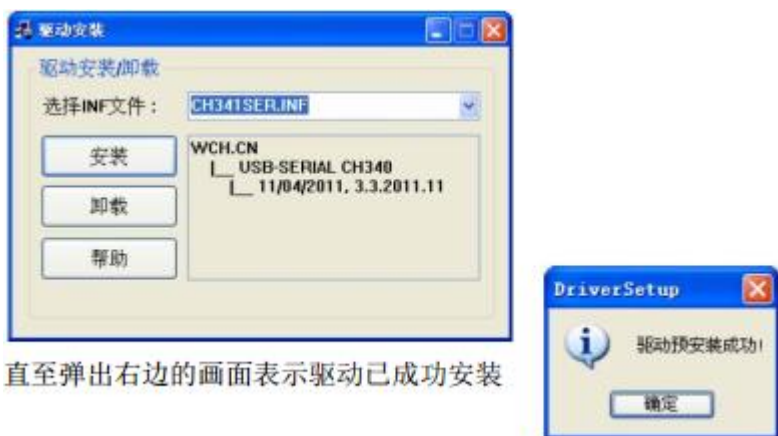 驱动安装
驱动安装/卸载
选择INF文件：
CH341SER.INF
安装
卸载
帮助
WCH.CN
|__ USB-SERIAL CH340
|__ 11/04/2011, 3.3.2011.11
DriverSetup
驱动预安装成功!
确定
直至弹出右边的画面表示驱动已成功安装